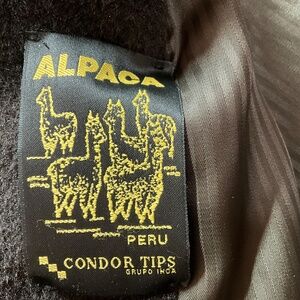 ALPACA
PERU
CONDOR TIPS
GRUPO INCA